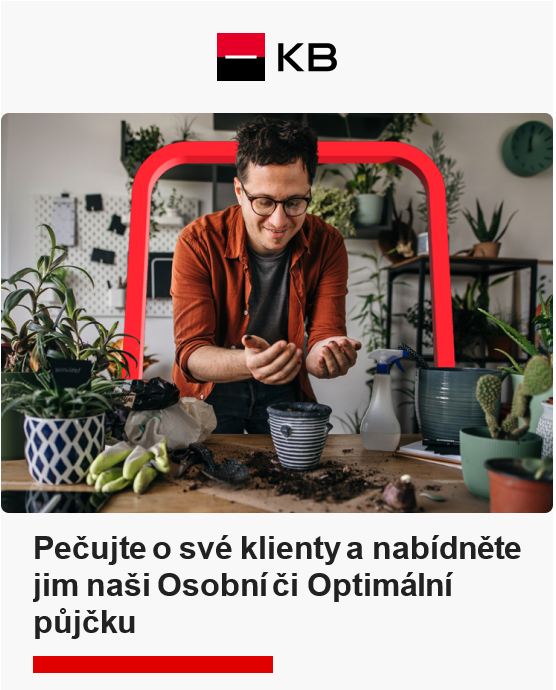 KB
Pečujte o své klienty a nabídněte
jim naši Osobní či Optimální
půjčku